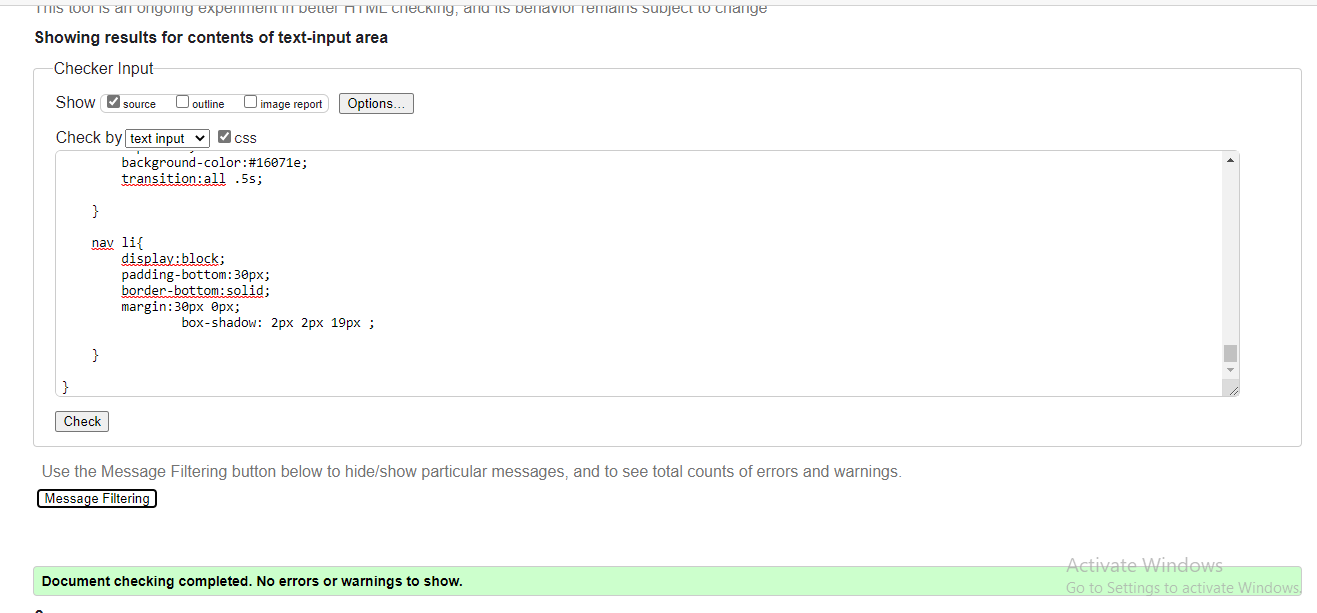 This tool is an ongoing experiment in better HTML checking, and its behavior remains subject to change
Showing results for contents of text-input area
Checker Input
Show source outline image report Options...
Check by text input css
background-color:#16071e;
transition:all .5s;
}
nav li{
display:block;
padding-bottom:30px;
border-bottom:solid;
margin:30px 0px;
box-shadow: 2px 2px 19px ;
}
}
Check
Use the Message Filtering button below to hide/show particular messages, and to see total counts of errors and warnings.
Message Filtering
Activate Windows
Document checking completed. No errors or warnings to show.
Go to Settings to activate Windows.